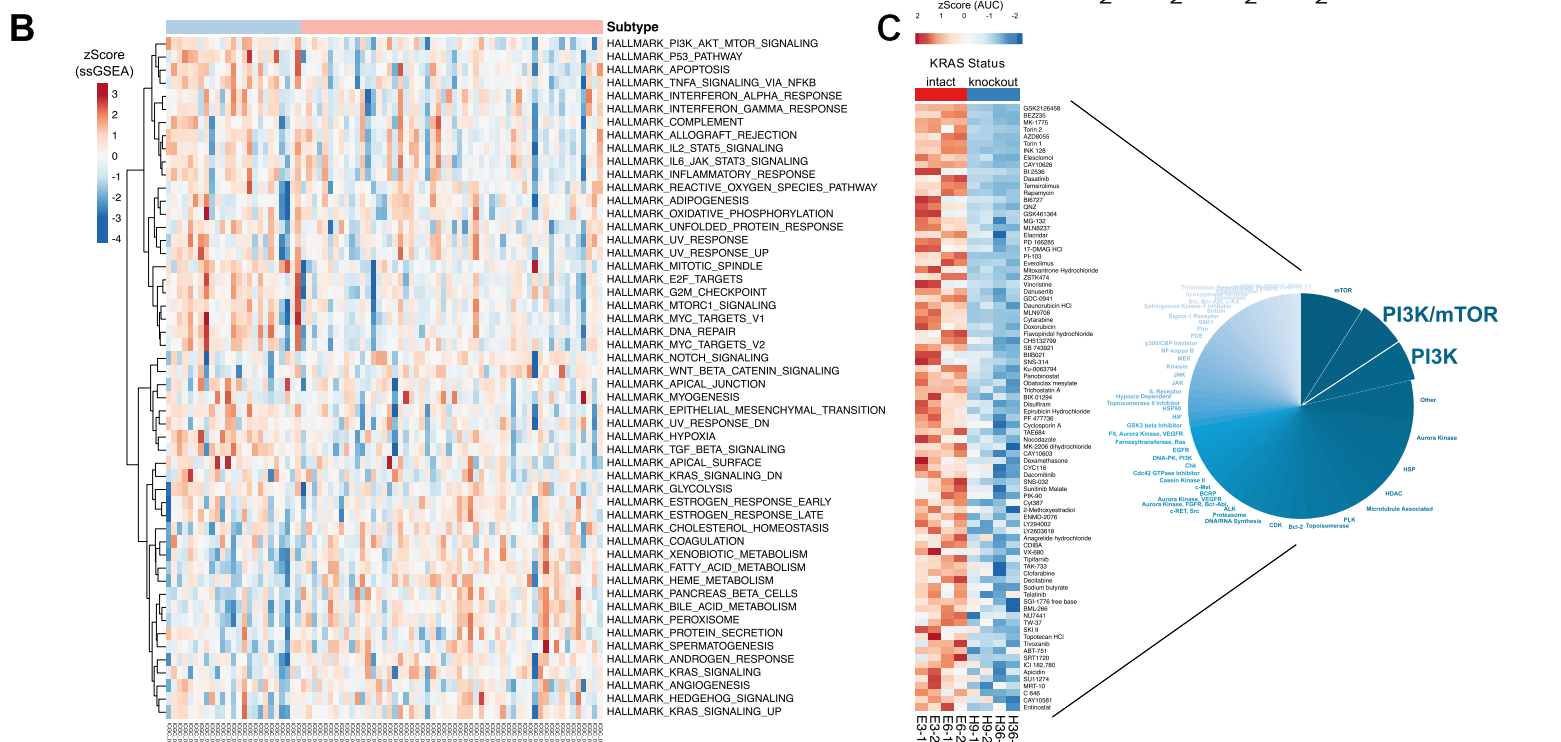 B
zScore
(ssGSEA)
3
2
1
0
-1
-2
-3
-4
Subtype
HALLMARK_PI3K_AKT_MTOR_SIGNALING
HALLMARK_P53_PATHWAY
HALLMARK_APOPTOSIS
HALLMARK_TNFA_SIGNALING_VIA_NFKB
HALLMARK_INTERFERON_ALPHA_RESPONSE
HALLMARK_INTERFERON_GAMMA_RESPONSE
HALLMARK_COMPLEMENT
HALLMARK_ALLOGRAFT_REJECTION
HALLMARK_IL2_STAT5_SIGNALING
HALLMARK_IL6_JAK_STAT3_SIGNALING
HALLMARK_INFLAMMATORY_RESPONSE
HALLMARK_REACTIVE_OXYGEN_SPECIES_PATHWAY
HALLMARK_ADIPOGENESIS
HALLMARK_OXIDATIVE_PHOSPHORYLATION
HALLMARK_UNFOLDED_PROTEIN_RESPONSE
HALLMARK_UV_RESPONSE
HALLMARK_UV_RESPONSE_UP
HALLMARK_MITOTIC_SPINDLE
HALLMARK_E2F_TARGETS
HALLMARK_G2M_CHECKPOINT
HALLMARK_MTORC1_SIGNALING
HALLMARK_MYC_TARGETS_V1
HALLMARK_DNA_REPAIR
HALLMARK_MYC_TARGETS_V2
HALLMARK_NOTCH_SIGNALING
HALLMARK_WNT_BETA_CATENIN_SIGNALING
HALLMARK_APICAL_JUNCTION
HALLMARK_MYOGENESIS
HALLMARK_EPITHELIAL_MESENCHYMAL_TRANSITION
HALLMARK_UV_RESPONSE_DN
HALLMARK_HYPOXIA
HALLMARK_TGF_BETA_SIGNALING
HALLMARK_APICAL_SURFACE
HALLMARK_KRAS_SIGNALING_DN
HALLMARK_GLYCOLYSIS
HALLMARK_ESTROGEN_RESPONSE_EARLY
HALLMARK_ESTROGEN_RESPONSE_LATE
HALLMARK_CHOLESTEROL_HOMEOSTASIS
HALLMARK_COAGULATION
HALLMARK_XENOBIOTIC_METABOLISM
HALLMARK_FATTY_ACID_METABOLISM
HALLMARK_HEME_METABOLISM
HALLMARK_PANCREAS_BETA_CELLS
HALLMARK_BILE_ACID_METABOLISM
HALLMARK_PEROXISOME
HALLMARK_PROTEIN_SECRETION
HALLMARK_SPERMATOGENESIS
HALLMARK_ANDROGEN_RESPONSE
HALLMARK_KRAS_SIGNALING
HALLMARK_ANGIOGENESIS
HALLMARK_HEDGEHOG_SIGNALING
HALLMARK_KRAS_SIGNALING_UP
C
zScore (AUC)
2 1 0 -1 -2
KRAS Status
intact knockout
GSK2126458
BEZ235
MK-1775
Torin 2
AZD8055
Torin 1
INK 128
Elesclomol
CAY10626
BI 2536
Dasatinib
Temsirolimus
Rapamycin
BI6727
QNZ
GSK461364
MG-132
MLN8237
Elacridar
PD 166285
17-DMAG HCl
PI-103
Everolimus
Mitoxantrone Hydrochloride
ZSTK474
Vincristine
Danusertib
GDC-0941
Daunorubicin HCl
MLN9708
Cytarabine
Doxorubicin
Flavopiridol hydrochloride
CH5132799
SB 743921
BIIB021
SNS-314
Ku-0063794
Panobinostat
Obatoclax mesylate
Trichostatin A
BIX 01294
Disulfiram
Epirubicin Hydrochloride
PF 477736
Cyclosporin A
TAE684
Nocodazole
MK-2206 dihydrochloride
CAY10603
Dexamethasone
CYC116
Dacomitinib
SNS-032
Sunitinib Malate
PIK-90
Cyt387
2-Methoxyestradiol
ENMD-2076
LY294002
LY2603618
Anagrelide hydrochloride
CDIBA
VX-680
Tipifarnib
TAK-733
Clofarabine
Decitabine
Sodium butyrate
Telatinib
SGI-1776 free base
BML-266
NU7441
TW-37
SKI II
Topotecan HCl
Tivozanib
ABT-751
SRT1720
ICI 182,780
Apicidin
SU11274
MRT-10
C 646
CAY10581
Entinostat
E3-1
E3-2
E6-1
E6-2
H9-1
H9-2
H36-
H36-
mTOR
PI3K/mTOR
PI3K
Other
Aurora Kinase
HSP
HDAC
Microtubule Associated
PLK
Topoisomerase
Bcl-2
CDK
DNA/RNA Synthesis
Proteasome
ALK
c-RET, Src
Aurora Kinase, FGFR, Bcr-Abl,
Aurora Kinase, VEGFR
BCRP
c-Met
Casein Kinase II
Cdc42 GTPase Inhibitor
Chk
DNA-PK, PI3K
EGFR
Farnesyltransferase, Ras
Flt, Aurora Kinase, VEGFR
GSK3 beta Inhibitor
HIF
HSP90
Topoisomerase II Inhibitor
Hypoxia Dependent
IL Receptor
JAK
JNK
Kinesin
MEK
NF-kappa B
p300/CBP Inhibitor
PDE
Pim
S6K1
Sigma-1 Receptor
Sirtuin
Sphingosine Kinase-1 Inhibitor